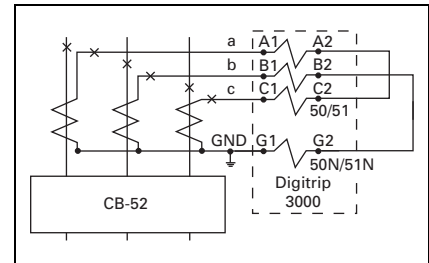 a A1 A2
b B1 B2
c C1 C2
50/51
GND G1 G2
50N/51N
Digitrip
3000
CB-52